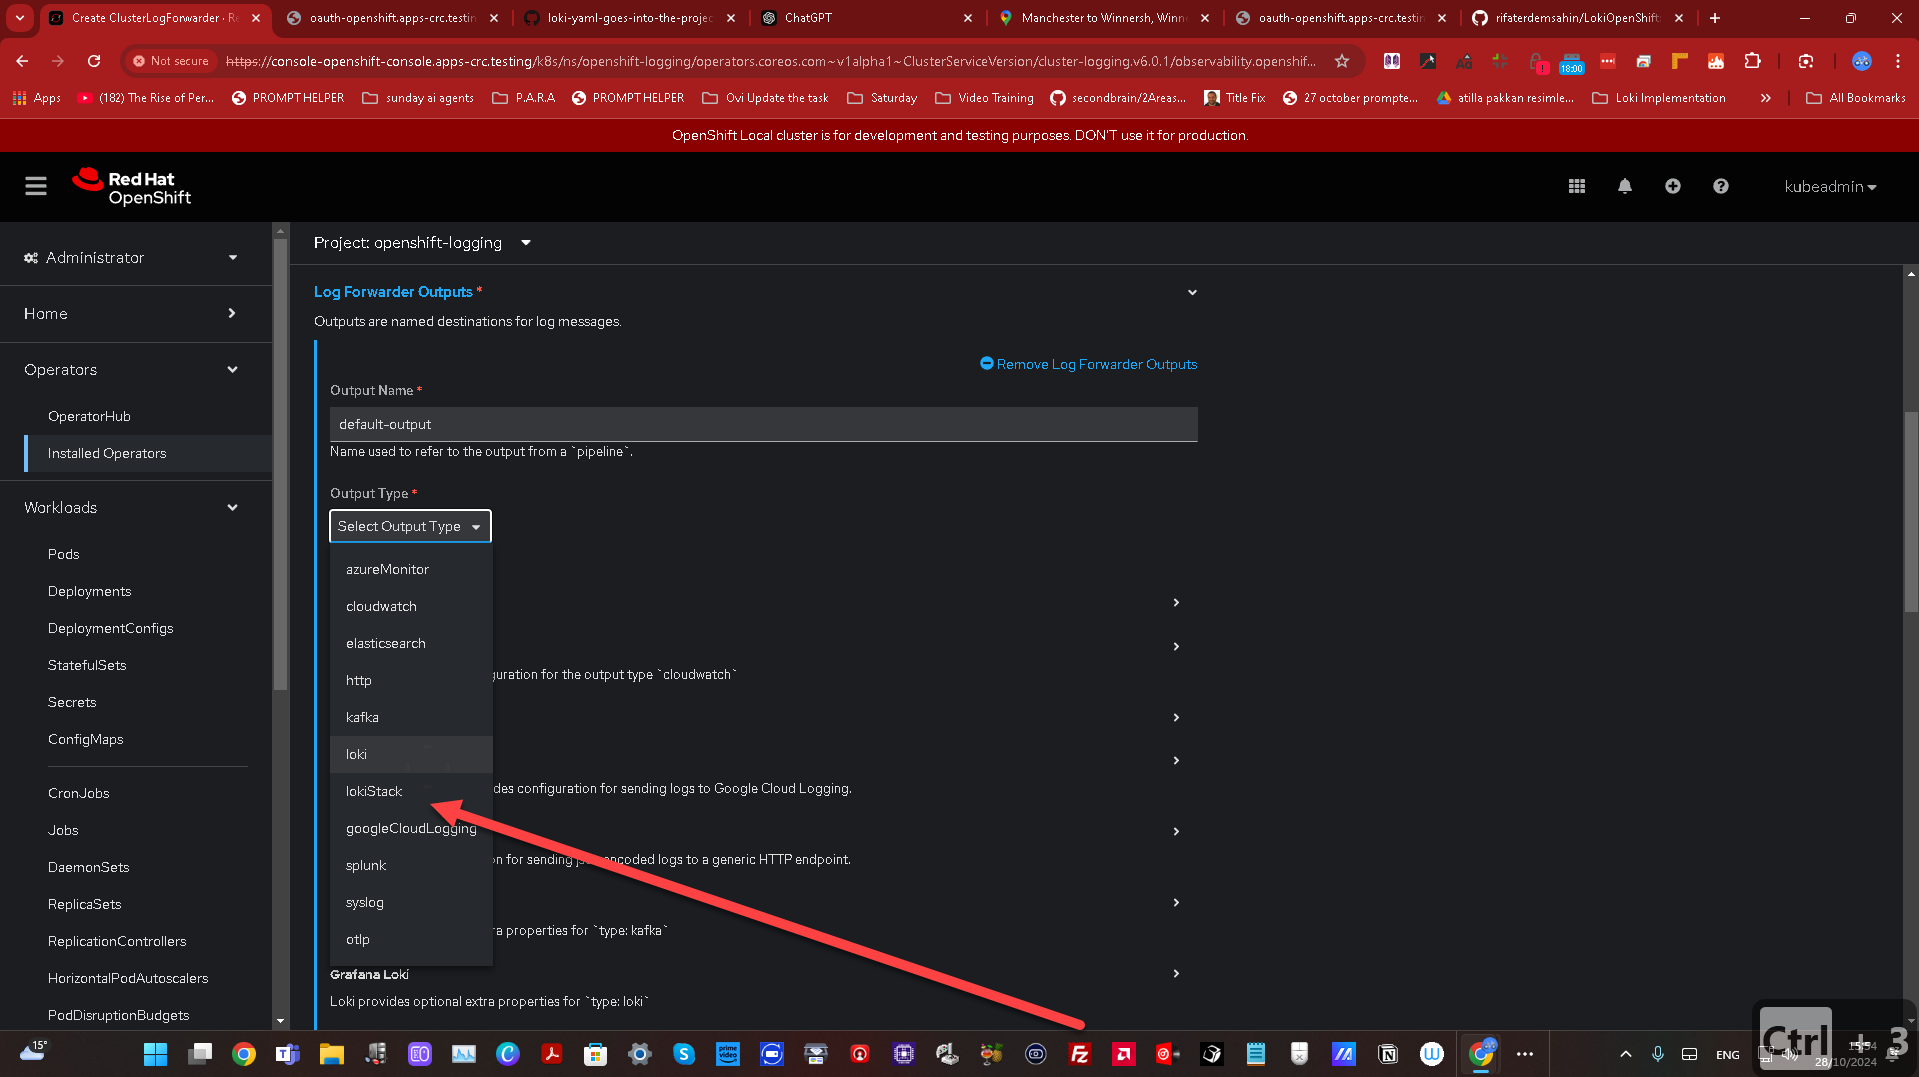 Create ClusterLogForwarder · Re
oauth-openshift.apps-crc.testin
loki-yaml-goes-into-the-projec
ChatGPT
Manchester to Winnersh, Winn
oauth-openshift.apps-crc.testin
rifaterdemsahin/LokiOpenShift
Not secure
https://console-openshift-console.apps-crc.testing/k8s/ns/openshift-logging/operators.coreos.com~v1alpha1~ClusterServiceVersion/cluster-logging.v6.0.1/observability.openshif...
18:00
Apps
(182) The Rise of Per...
PROMPT HELPER
sunday ai agents
P.A.R.A
PROMPT HELPER
Ovi Update the task
Saturday
Video Training
secondbrain/2Areas...
Title Fix
27 october prompte...
atilla pakkan resimle...
Loki Implementation
All Bookmarks
OpenShift Local cluster is for development and testing purposes. DON'T use it for production.
Red Hat
OpenShift
kubeadmin
Administrator
Home
Operators
OperatorHub
Installed Operators
Workloads
Pods
Deployments
DeploymentConfigs
StatefulSets
Secrets
ConfigMaps
CronJobs
Jobs
DaemonSets
ReplicaSets
ReplicationControllers
HorizontalPodAutoscalers
PodDisruptionBudgets
Project: openshift-logging
Log Forwarder Outputs *
Outputs are named destinations for log messages.
Remove Log Forwarder Outputs
Output Name *
default-output
Name used to refer to the output from a `pipeline`.
Output Type *
Select Output Type
azureMonitor
cloudwatch
elasticsearch
http
kafka
loki
lokiStack
googleCloudLogging
splunk
syslog
otlp
guration for the output type `cloudwatch`
des configuration for sending logs to Google Cloud Logging.
on for sending json encoded logs to a generic HTTP endpoint.
ra properties for `type: kafka`
Grafana Loki
Loki provides optional extra properties for `type: loki`
15°
ENG
15:54
28/10/2024
Ctrl + 3